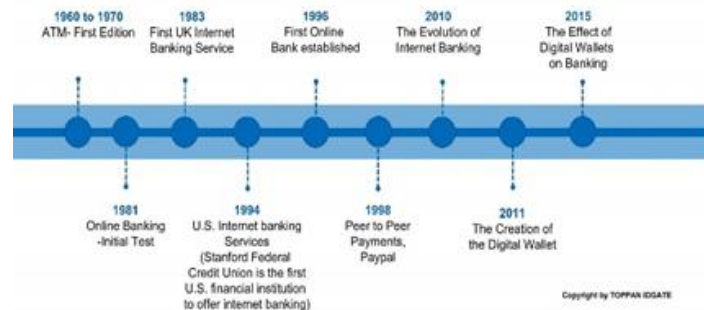 1960 to 1970
ATM- First Edition
1983
First UK Internet
Banking Service
1996
First Online
Bank established
2010
The Evolution of
Internet Banking
2015
The Effect of
Digital Wallets
on Banking
1981
Online Banking
-Initial Test
1994
U.S. Internet banking
Services
(Stanford Federal
Credit Union is the first
U.S. financial institution
to offer internet banking)
1998
Peer to Peer
Payments,
Paypal
2011
The Creation of
the Digital Wallet
Copyright by TOPPAN IDGATE